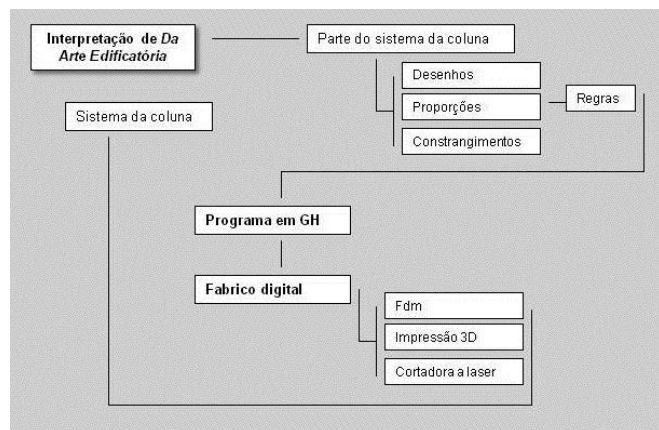 Interpretação de Da
Arte Edificatória
Parte do sistema da coluna
Desenhos
Proporções
Regras
Constrangimentos
Sistema da coluna
Programa em GH
Fabrico digital
Fdm
Impressão 3D
Cortadora a laser